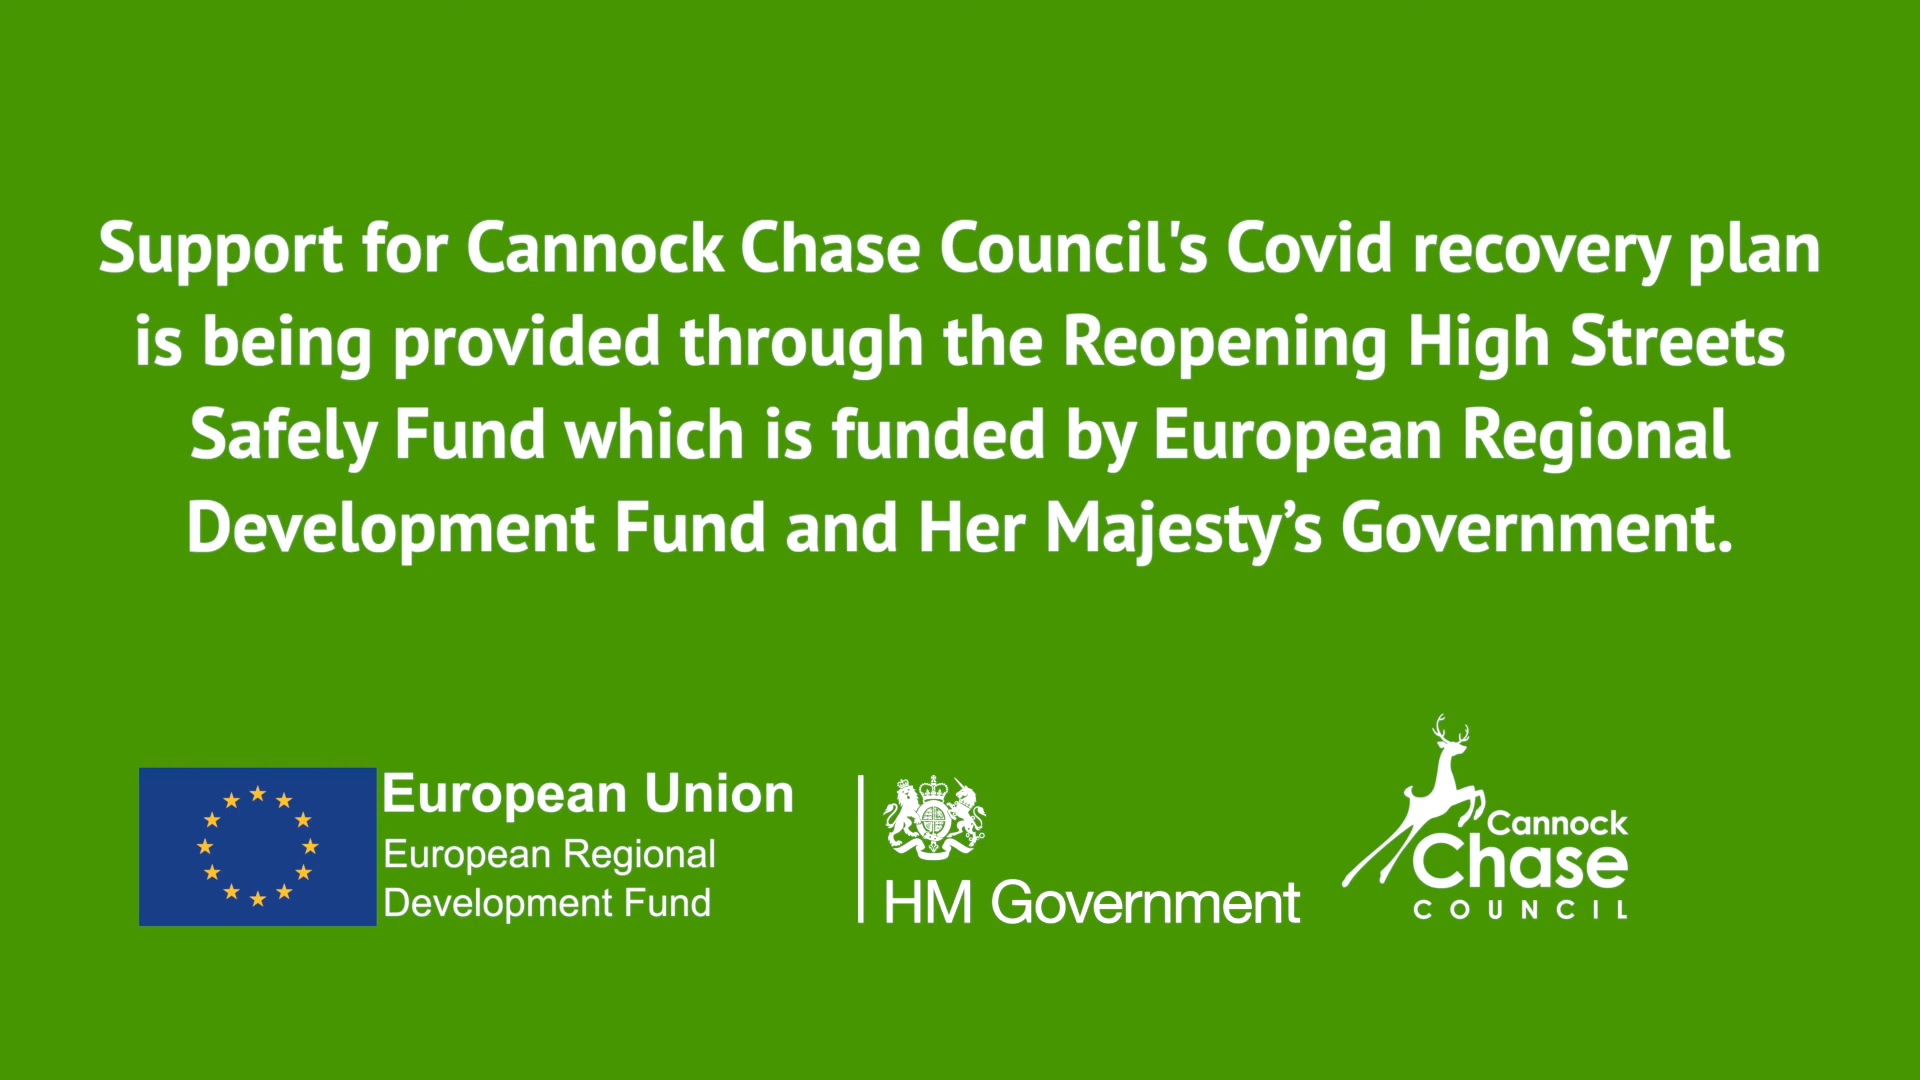 Support for Cannock Chase Council's Covid recovery plan
is being provided through the Reopening High Streets
Safely Fund which is funded by European Regional
Development Fund and Her Majesty’s Government.
European Union
European Regional
Development Fund
HM Government
Cannock
Chase
COUNCIL